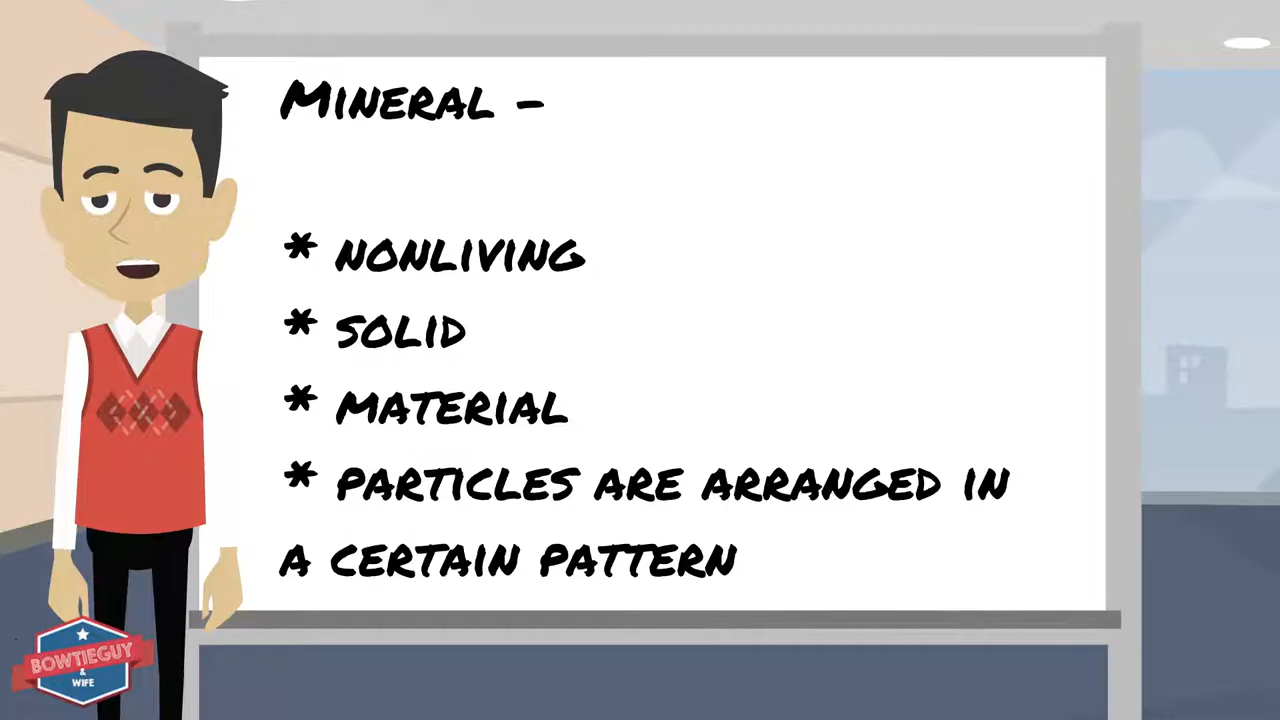 Mineral -
* nonliving
* solid
* material
* particles are arranged in
a certain pattern
BOWTIEGUY
&
WIFE